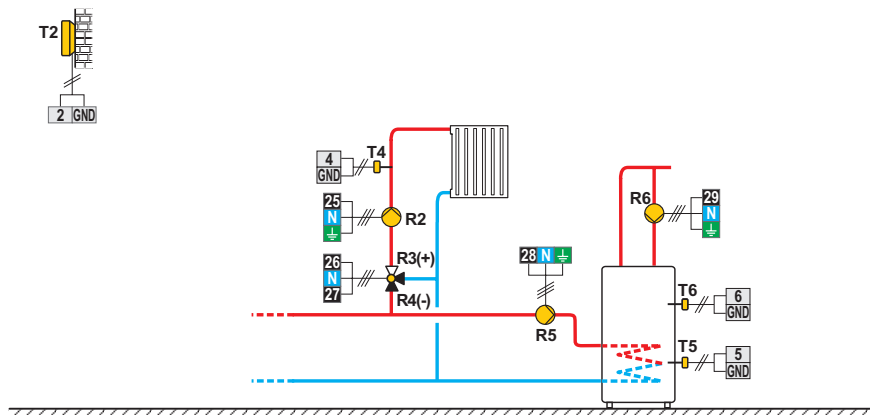 T2
2 GND
4
GND
T4
25
N
R2
26
N
27
R3(+)
R4(-)
28 N
R5
R6
29
N
T6
6
GND
T5
5
GND